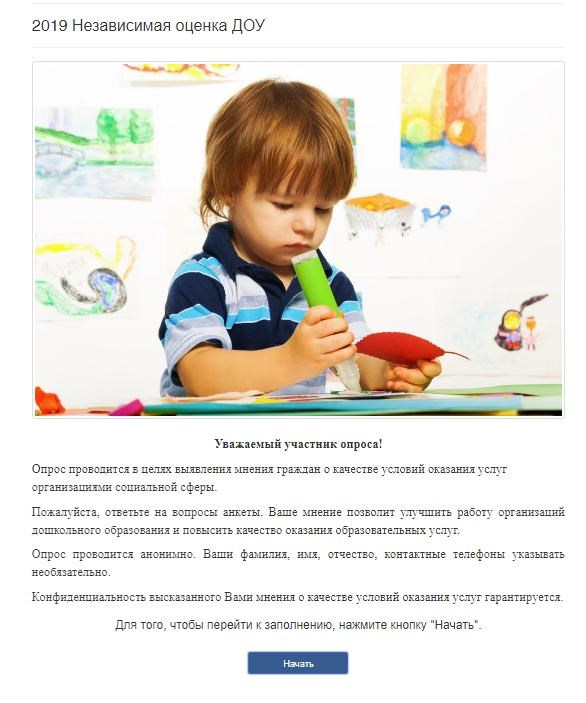 2019 Независимая оценка ДОУ
Уважаемый участник опроса!
Опрос проводится в целях выявления мнения граждан о качестве условий оказания услуг
организациями социальной сферы.
Пожалуйста, ответьте на вопросы анкеты. Ваше мнение позволит улучшить работу организаций
дошкольного образования и повысить качество оказания образовательных услуг.
Опрос проводится анонимно. Ваши фамилия, имя, отчество, контактные телефоны указывать
необязательно.
Конфиденциальность высказанного Вами мнения о качестве условий оказания услуг гарантируется.
Для того, чтобы перейти к заполнению, нажмите кнопку "Начать".
Начать